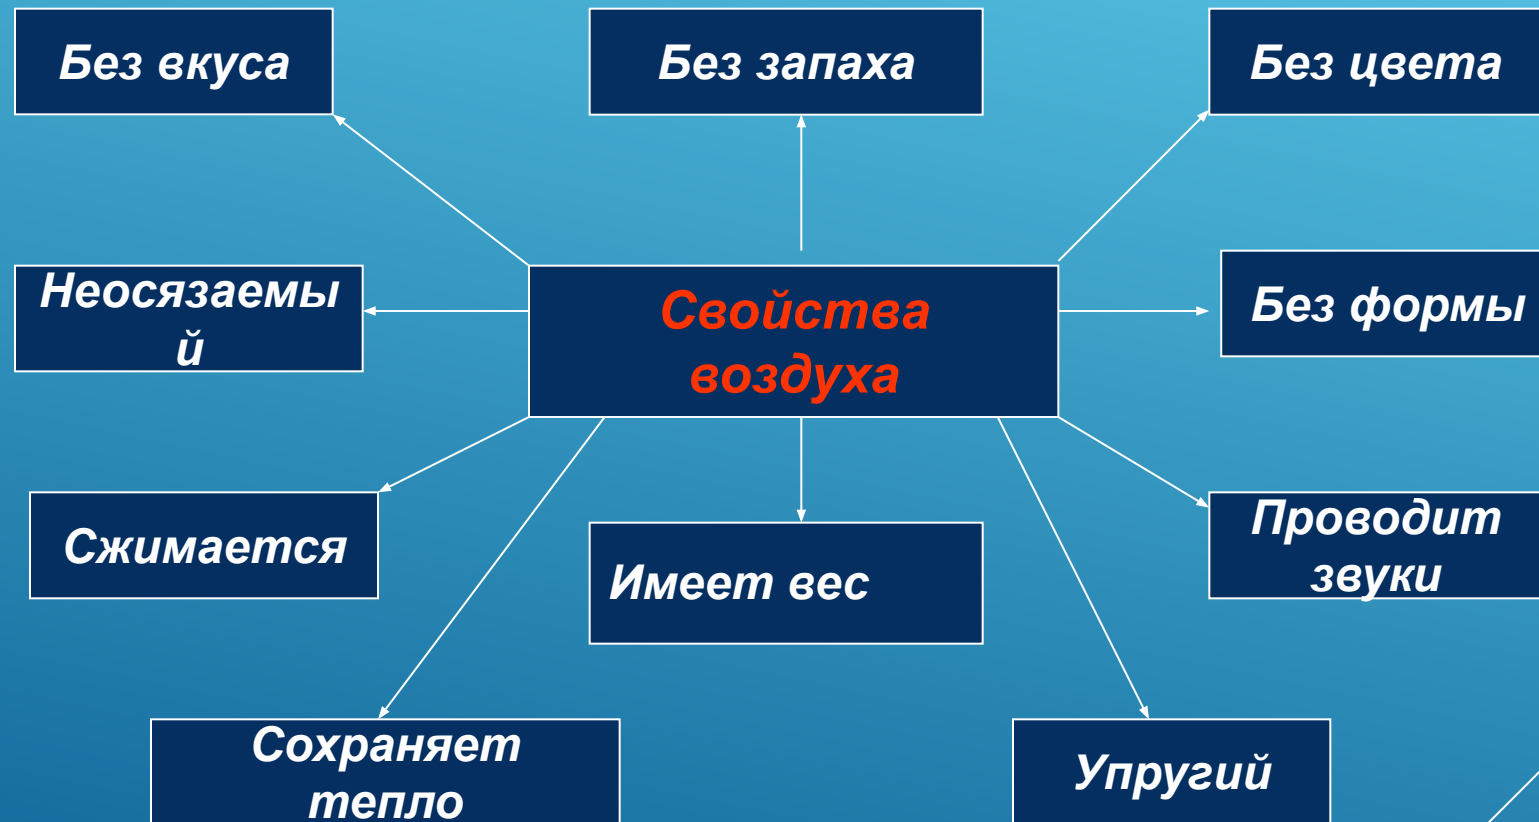 Без вкуса
Без запаха
Без цвета
Неосязаемы
й
Свойства
воздуха
Без формы
Сжимается
Имеет вес
Проводит
звуки
Сохраняет
тепло
Упругий